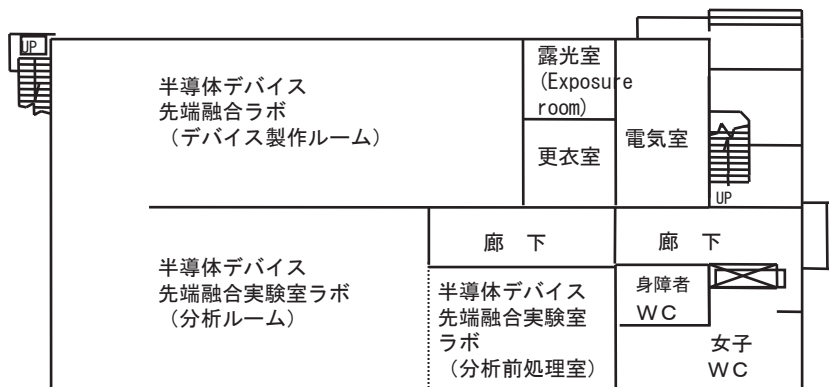 UP
半導体デバイス
先端融合ラボ
（デバイス製作ルーム）
露光室
(Exposure
room)
更衣室
電気室
UP
廊 下
廊 下
半導体デバイス
先端融合実験室ラボ
（分析ルーム）
半導体デバイス
先端融合実験室
ラボ
（分析前処理室）
身障者
ＷＣ
女子
ＷＣ